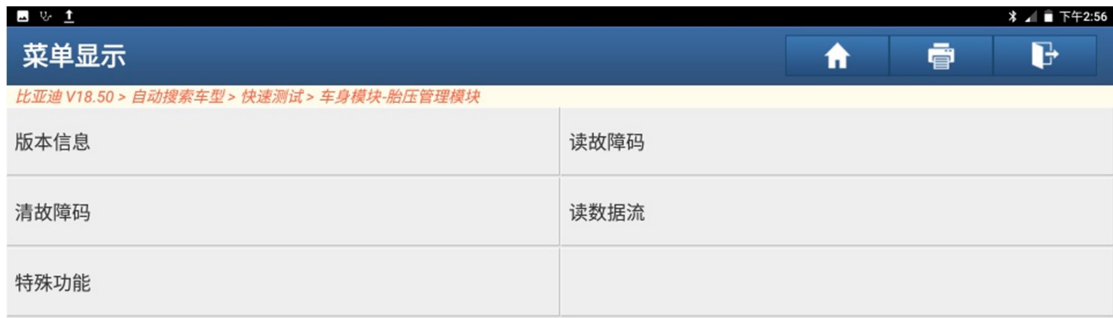 下午2:56
菜单显示
比亚迪 V18.50 > 自动搜索车型 > 快速测试 > 车身模块-胎压管理模块
版本信息 读故障码
清故障码 读数据流
特殊功能